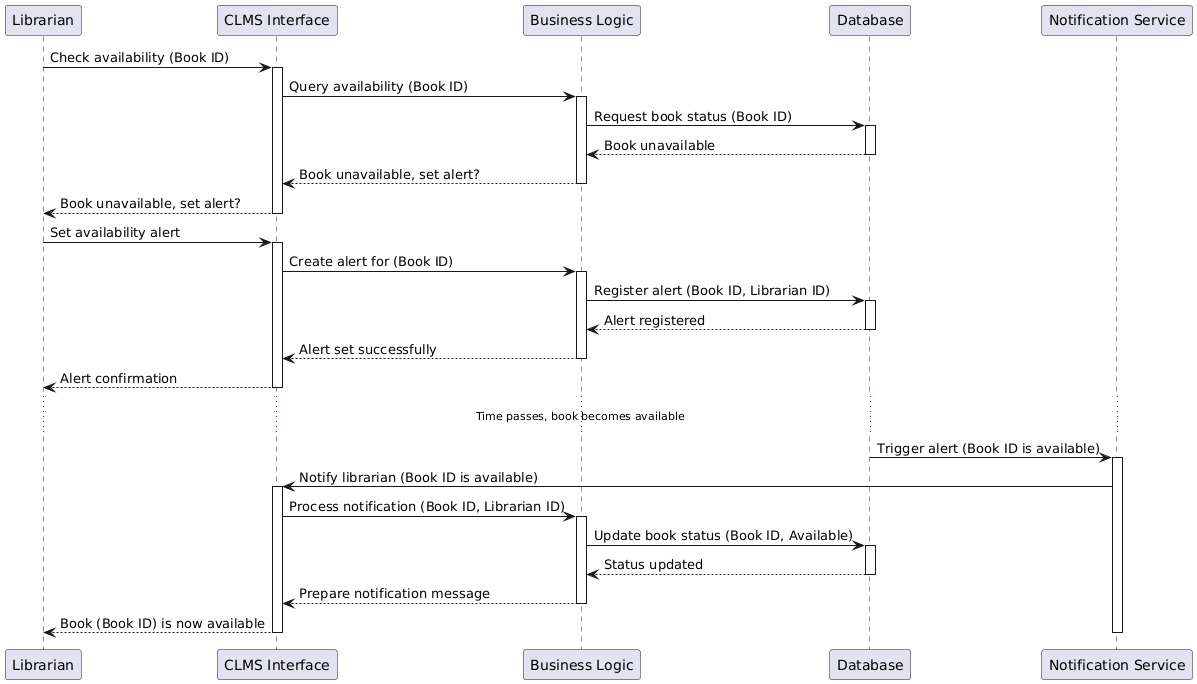 Librarian
CLMS Interface
Business Logic
Database
Notification Service
Check availability (Book ID)
Query availability (Book ID)
Request book status (Book ID)
Book unavailable
Book unavailable, set alert?
Book unavailable, set alert?
Set availability alert
Create alert for (Book ID)
Register alert (Book ID, Librarian ID)
Alert registered
Alert set successfully
Alert confirmation
Time passes, book becomes available
Trigger alert (Book ID is available)
Notify librarian (Book ID is available)
Process notification (Book ID, Librarian ID)
Update book status (Book ID, Available)
Status updated
Prepare notification message
Book (Book ID) is now available
Librarian
CLMS Interface
Business Logic
Database
Notification Service